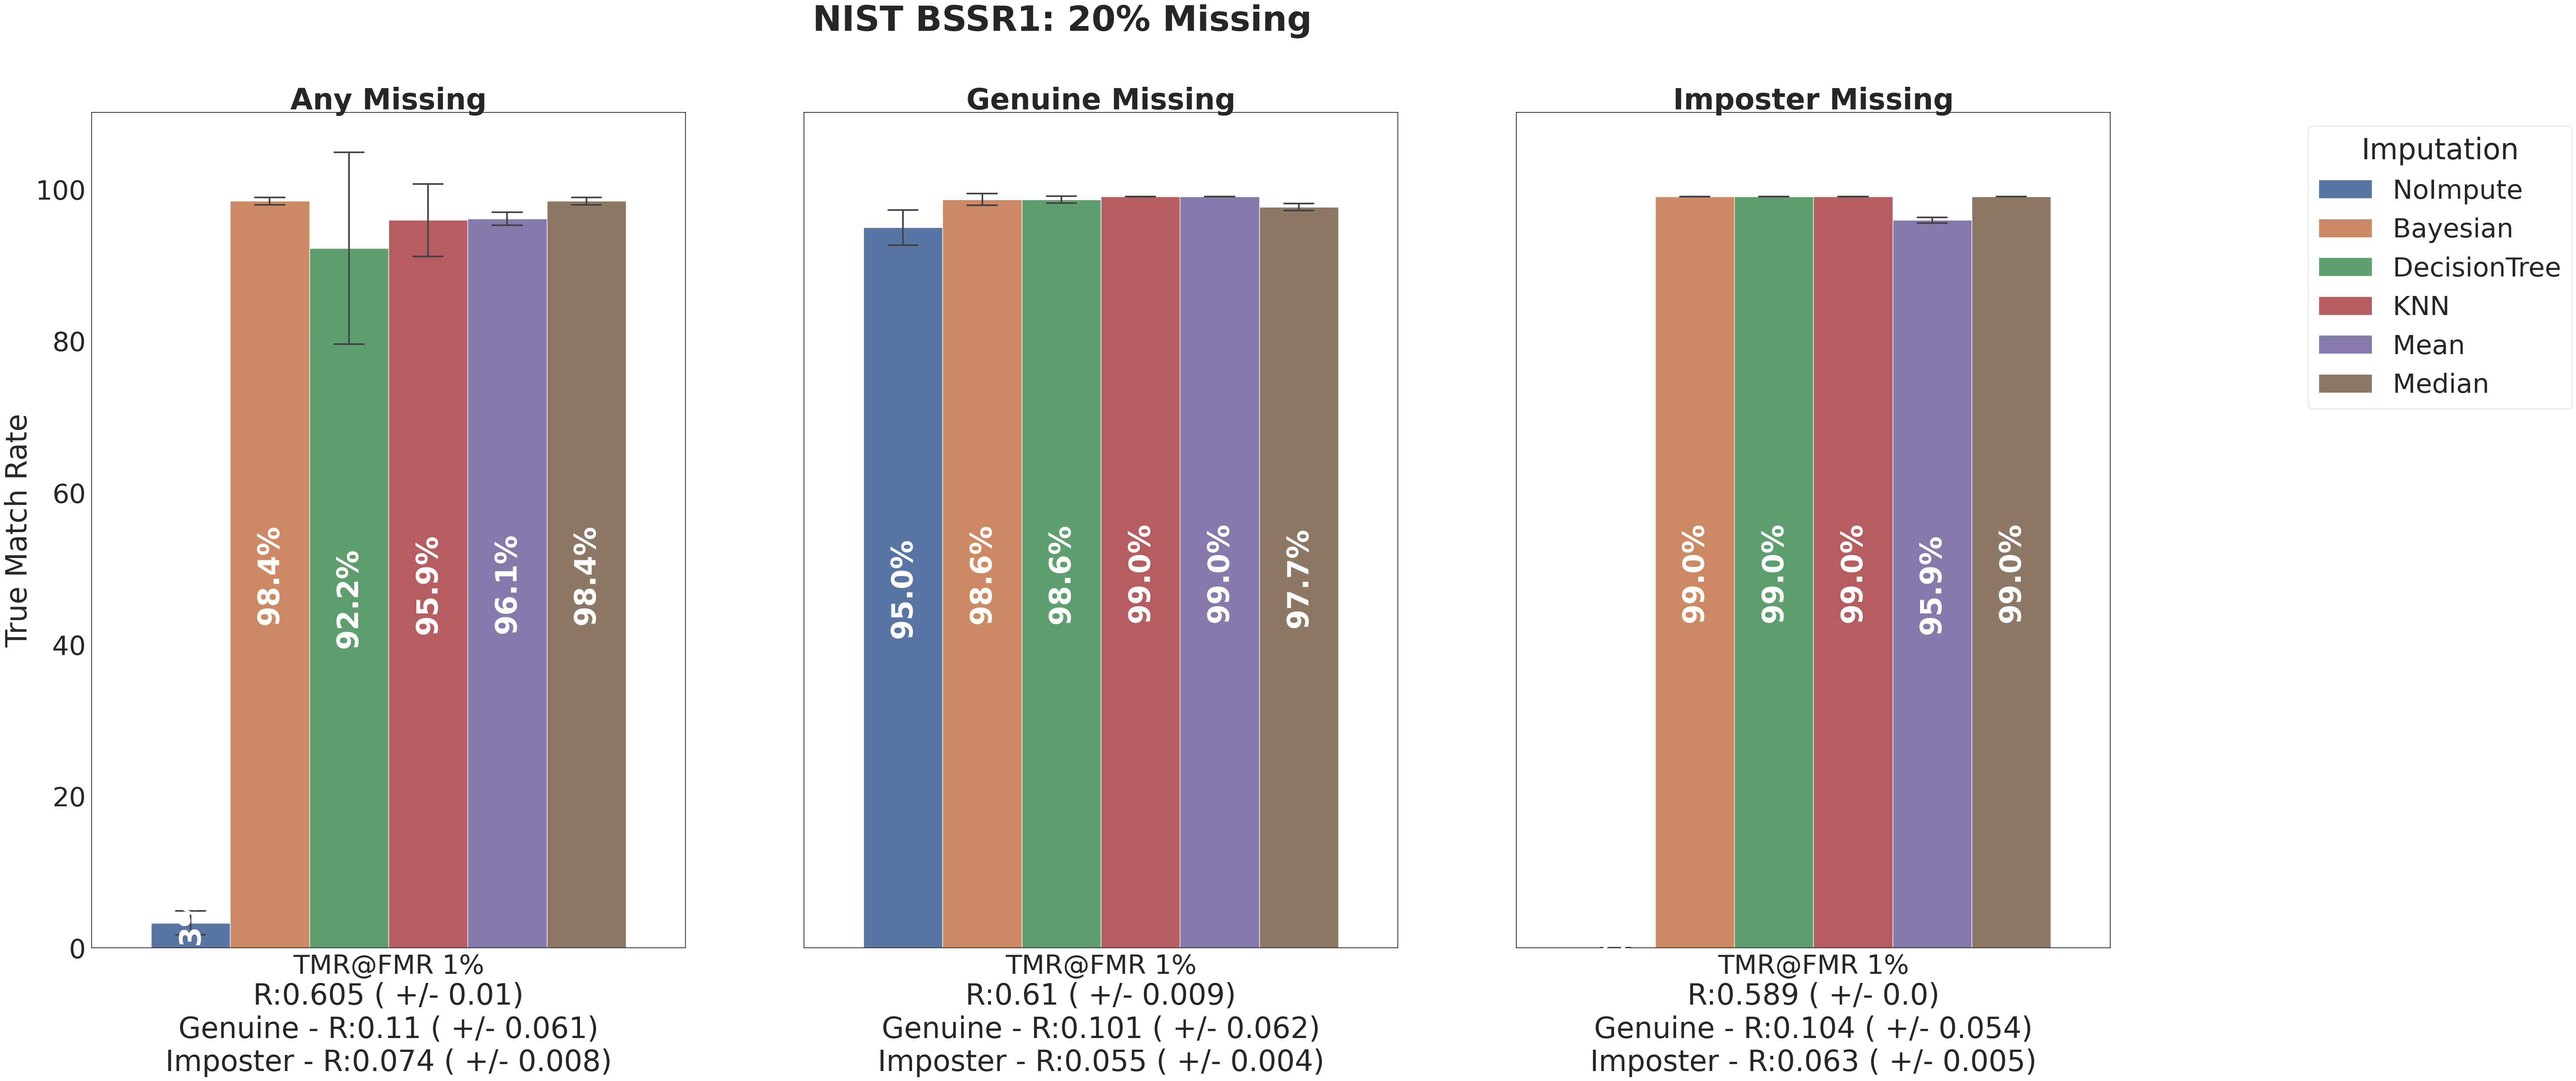 NIST BSSR1: 20% Missing
Any Missing
Genuine Missing
Imposter Missing
True Match Rate
100
80
60
40
20
0
98.4%
92.2%
95.9%
96.1%
98.4%
95.0%
98.6%
98.6%
99.0%
99.0%
97.7%
99.0%
99.0%
99.0%
95.9%
99.0%
TMR@FMR 1%
R:0.605 ( +/- 0.01)
Genuine - R:0.11 ( +/- 0.061)
Imposter - R:0.074 ( +/- 0.008)
TMR@FMR 1%
R:0.61 ( +/- 0.009)
Genuine - R:0.101 ( +/- 0.062)
Imposter - R:0.055 ( +/- 0.004)
TMR@FMR 1%
R:0.589 ( +/- 0.0)
Genuine - R:0.104 ( +/- 0.054)
Imposter - R:0.063 ( +/- 0.005)
Imputation
NoImpute
Bayesian
DecisionTree
KNN
Mean
Median